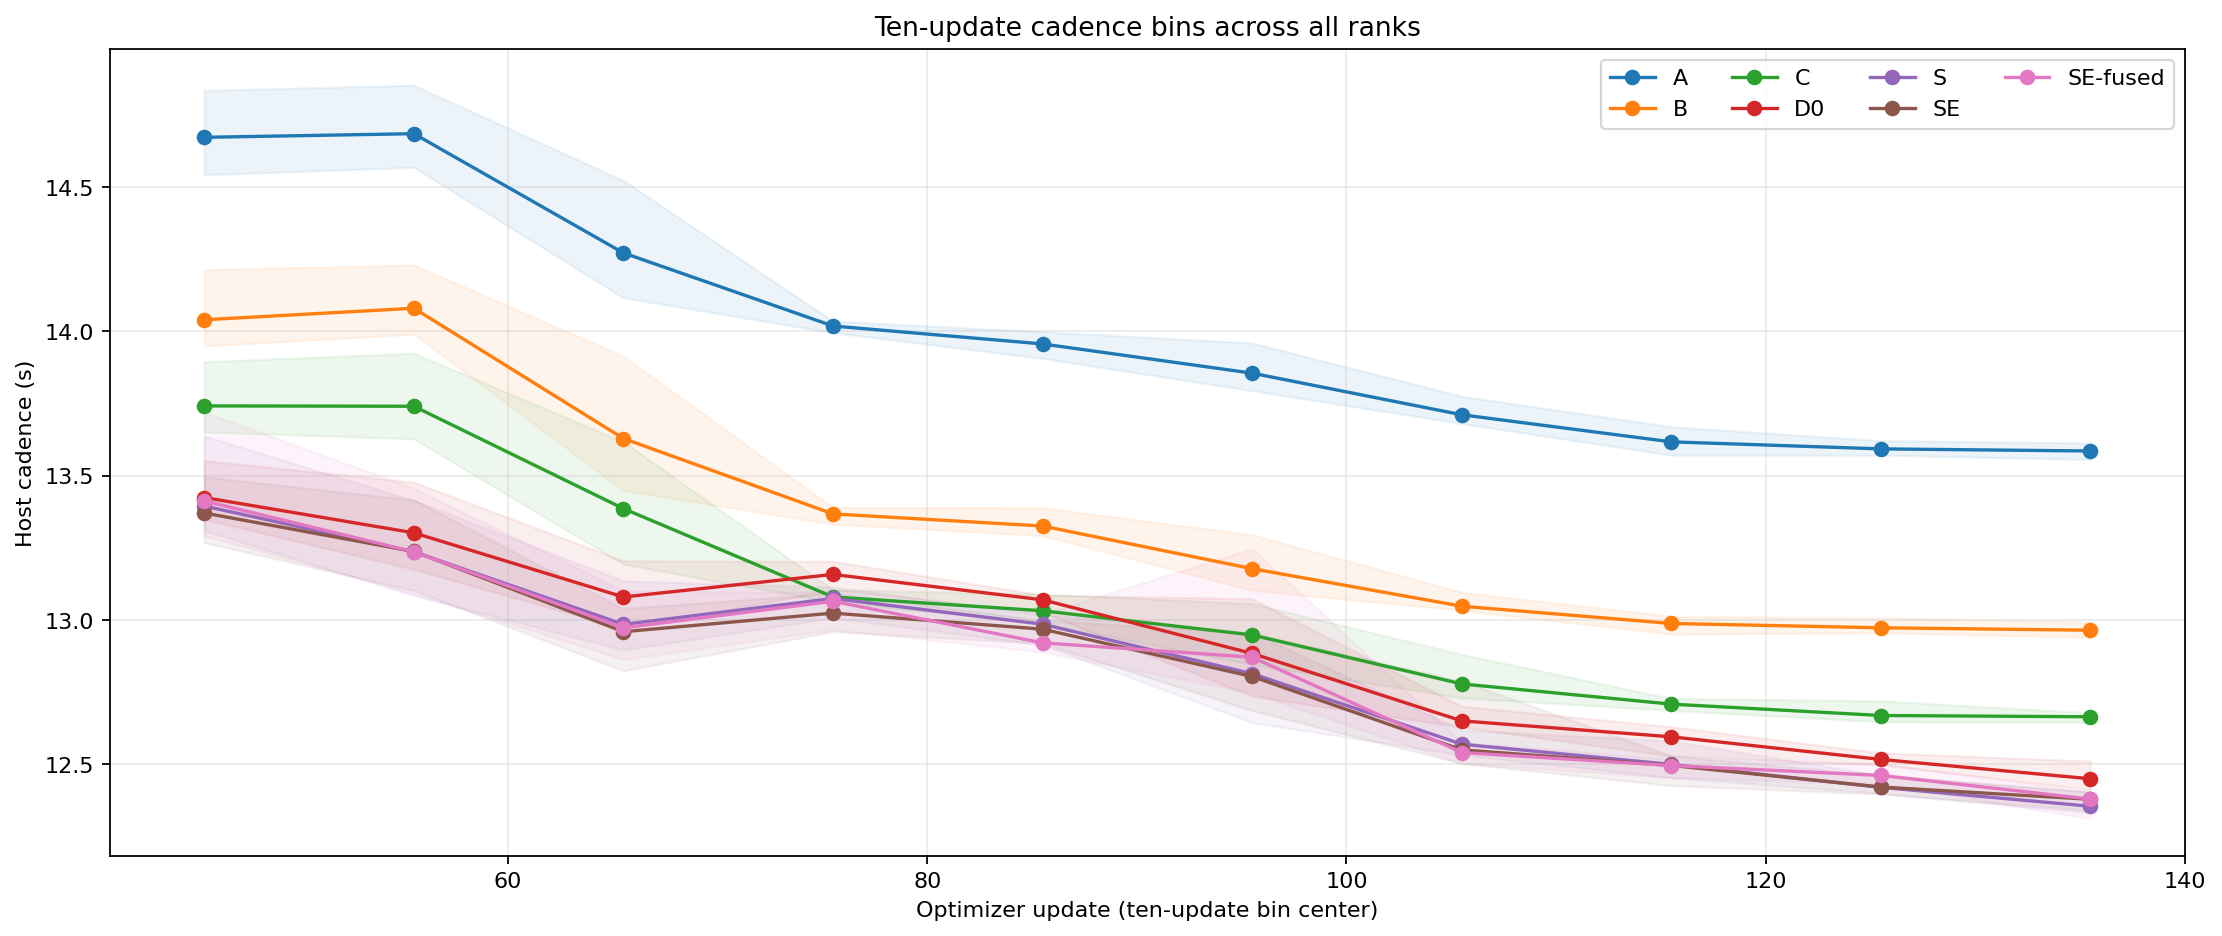 Ten-update cadence bins across all ranks
A C S SE-fused
B D0 SE
14.5
14.0
13.5
13.0
12.5
Host cadence (s)
60 80 100 120 140
Optimizer update (ten-update bin center)